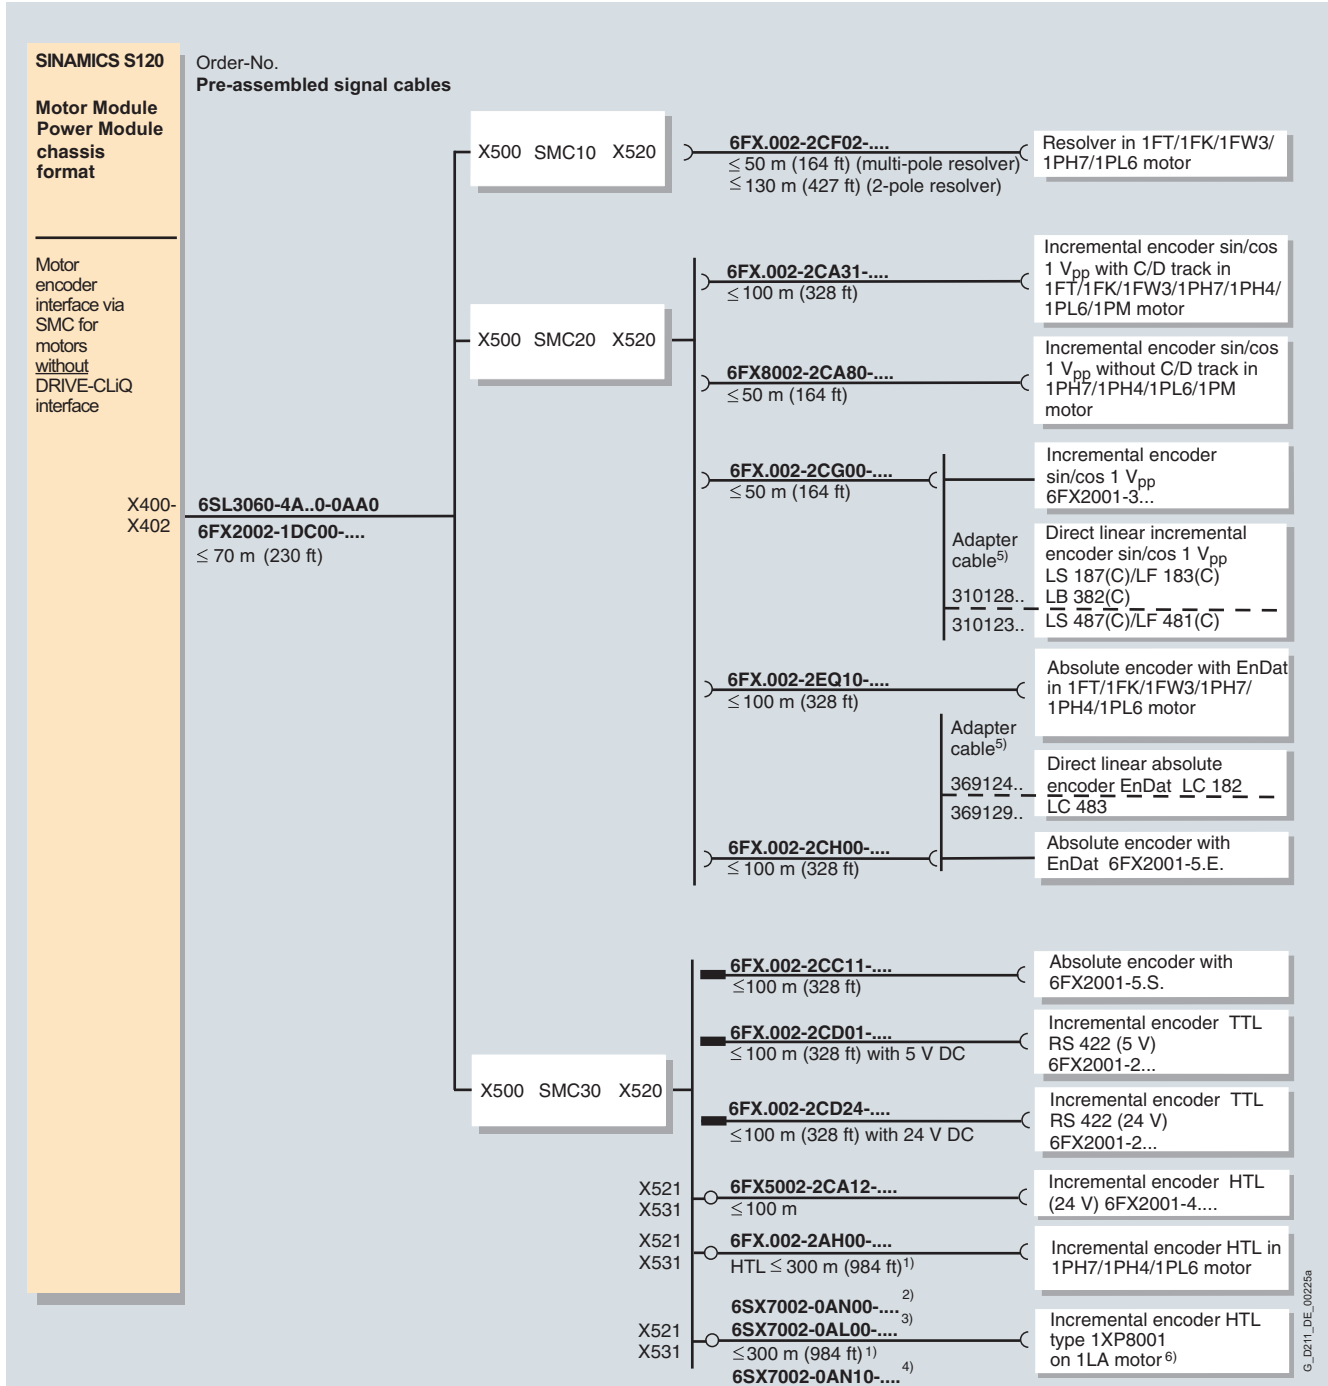 SINAMICS S120
Motor Module
Power Module
chassis
format
Motor
encoder
interface via
SMC for
motors
without
DRIVE-CLiQ
interface
X400-
X402
Order-No.
Pre-assembled signal cables
6SL3060-4A..0-0AA0
6FX2002-1DC00-....
≤ 70 m (230 ft)
X500 SMC10 X520
6FX.002-2CF02-....
≤ 50 m (164 ft) (multi-pole resolver)
≤ 130 m (427 ft) (2-pole resolver)
Resolver in 1FT/1FK/1FW3/
1PH7/1PL6 motor
X500 SMC20 X520
6FX.002-2CA31-....
≤ 100 m (328 ft)
Incremental encoder sin/cos
1 Vpp with C/D track in
1FT/1FK/1FW3/1PH7/1PH4/
1PL6/1PM motor
6FX8002-2CA80-....
≤ 50 m (164 ft)
Incremental encoder sin/cos
1 Vpp without C/D track in
1PH7/1PH4/1PL6/1PM
motor
6FX.002-2CG00-....
≤ 50 m (164 ft)
Incremental encoder
sin/cos 1 Vpp
6FX2001-3...
Adapter
cable5)
310128..
310123..
Direct linear incremental
encoder sin/cos 1 Vpp
LS 187(C)/LF 183(C)
LB 382(C)
LS 487(C)/LF 481(C)
6FX.002-2EQ10-....
≤ 100 m (328 ft)
Absolute encoder with EnDat
in 1FT/1FK/1FW3/1PH7/
1PH4/1PL6 motor
Adapter
cable5)
369124..
369129..
Direct linear absolute
encoder EnDat LC 182
LC 483
6FX.002-2CH00-....
≤ 100 m (328 ft)
Absolute encoder with
EnDat 6FX2001-5.E.
X500 SMC30 X520
6FX.002-2CC11-....
≤100 m (328 ft)
Absolute encoder with
6FX2001-5.S.
6FX.002-2CD01-....
≤ 100 m (328 ft) with 5 V DC
Incremental encoder TTL
RS 422 (5 V)
6FX2001-2...
6FX.002-2CD24-....
≤100 m (328 ft) with 24 V DC
Incremental encoder TTL
RS 422 (24 V)
6FX2001-2...
X521
X531
6FX5002-2CA12-....
≤ 100 m
Incremental encoder HTL
(24 V) 6FX2001-4....
X521
X531
6FX.002-2AH00-....
HTL ≤ 300 m (984 ft)1)
Incremental encoder HTL in
1PH7/1PH4/1PL6 motor
X521
X531
6SX7002-0AN00-....2)
6SX7002-0AL00-....3)
≤300 m (984 ft)1)
6SX7002-0AN10-....4)
Incremental encoder HTL
type 1XP8001
on 1LA motor6)
G_D211_DE_00225a